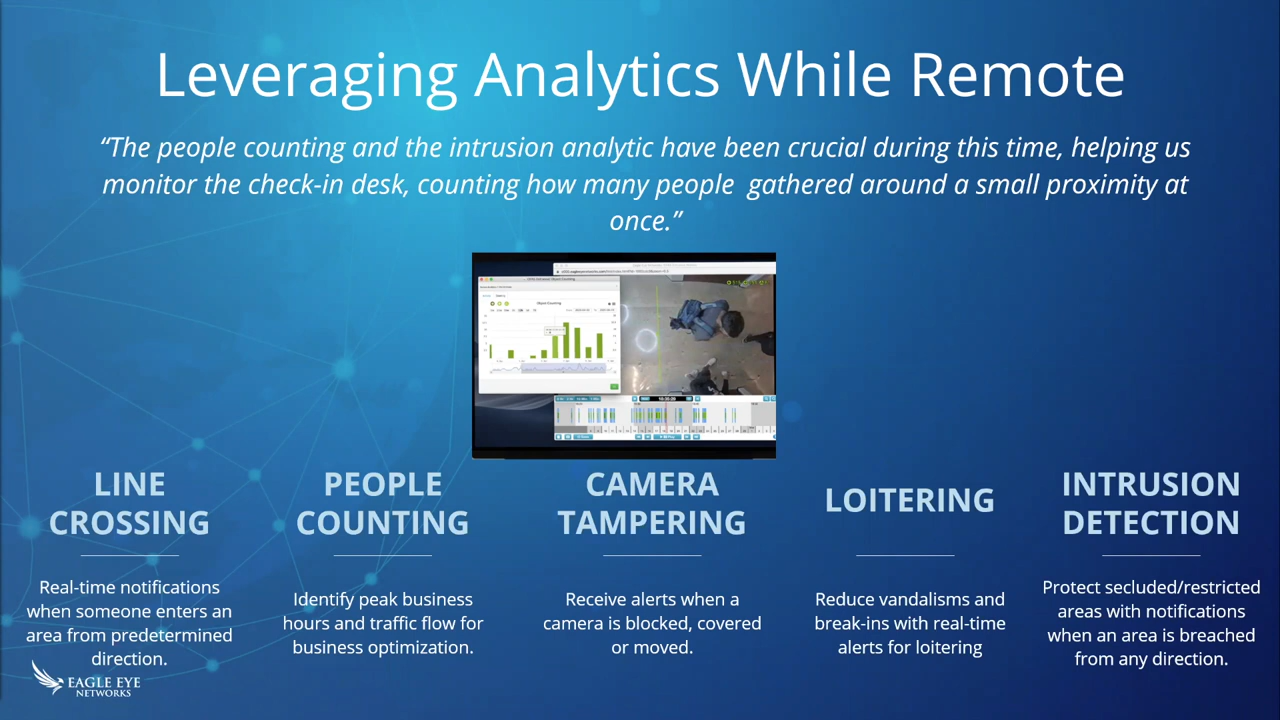 Leveraging Analytics While Remote
“The people counting and the intrusion analytic have been crucial during this time, helping us
monitor the check-in desk, counting how many people  gathered around a small proximity at
once.”
Object Counting
LINE
CROSSING
Real-time notifications
when someone enters an
area from predetermined
direction.
PEOPLE
COUNTING
Identify peak business
hours and traffic flow for
business optimization.
CAMERA
TAMPERING
Receive alerts when a
camera is blocked, covered
or moved.
LOITERING
Reduce vandalisms and
break-ins with real-time
alerts for loitering
INTRUSION
DETECTION
Protect secluded/restricted
areas with notifications
when an area is breached
from any direction.
EAGLE EYE
NETWORKS